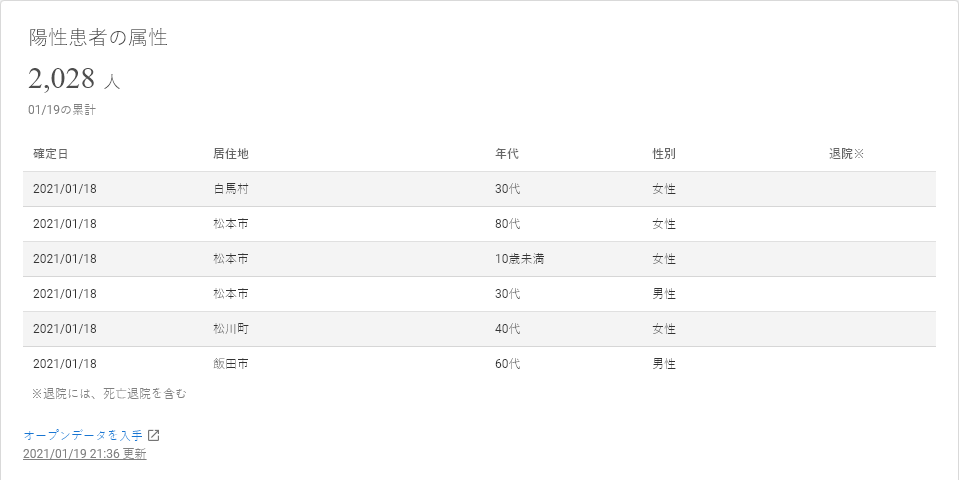 陽性患者の属性
2,028 人
01/19の累計
確定日 居住地 年代 性別 退院※
2021/01/18 白馬村 30代 女性
2021/01/18 松本市 80代 女性
2021/01/18 松本市 10歳未満 女性
2021/01/18 松本市 30代 男性
2021/01/18 松川町 40代 女性
2021/01/18 飯田市 60代 男性
※退院には、死亡退院を含む
オープンデータを入手
2021/01/19 21:36 更新